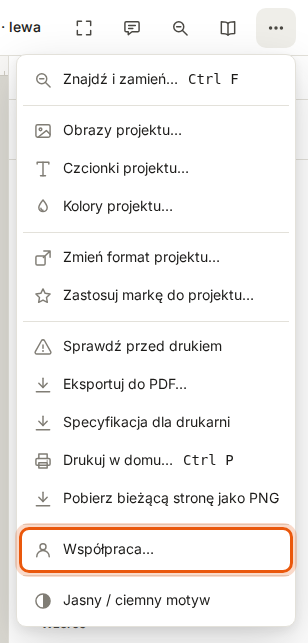 · lewa
Znajdź i zamień... Ctrl F
Obrazy projektu...
Czcionki projektu...
Kolory projektu...
Zmień format projektu...
Zastosuj markę do projektu...
Sprawdź przed drukiem
Eksportuj do PDF...
Specyfikacja dla drukarni
Drukuj w domu... Ctrl P
Pobierz bieżącą stronę jako PNG
Współpraca...
Jasny / ciemny motyw